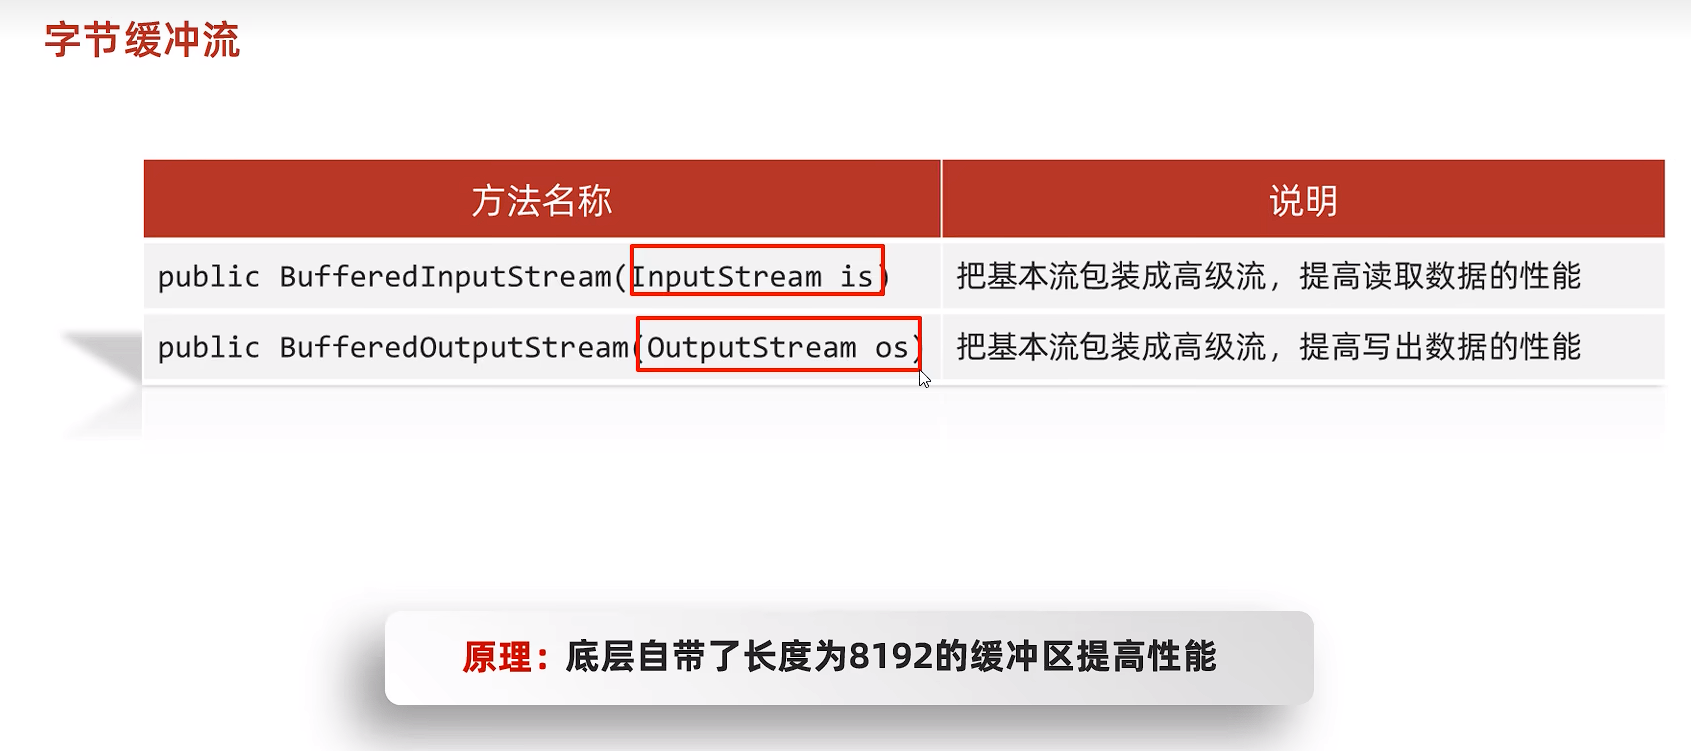 字节缓冲流
方法名称 说明
public BufferedInputStream(InputStream is) 把基本流包装成高级流，提高读取数据的性能
public BufferedOutputStream(OutputStream os) 把基本流包装成高级流，提高写出数据的性能
原理：底层自带了长度为8192的缓冲区提高性能